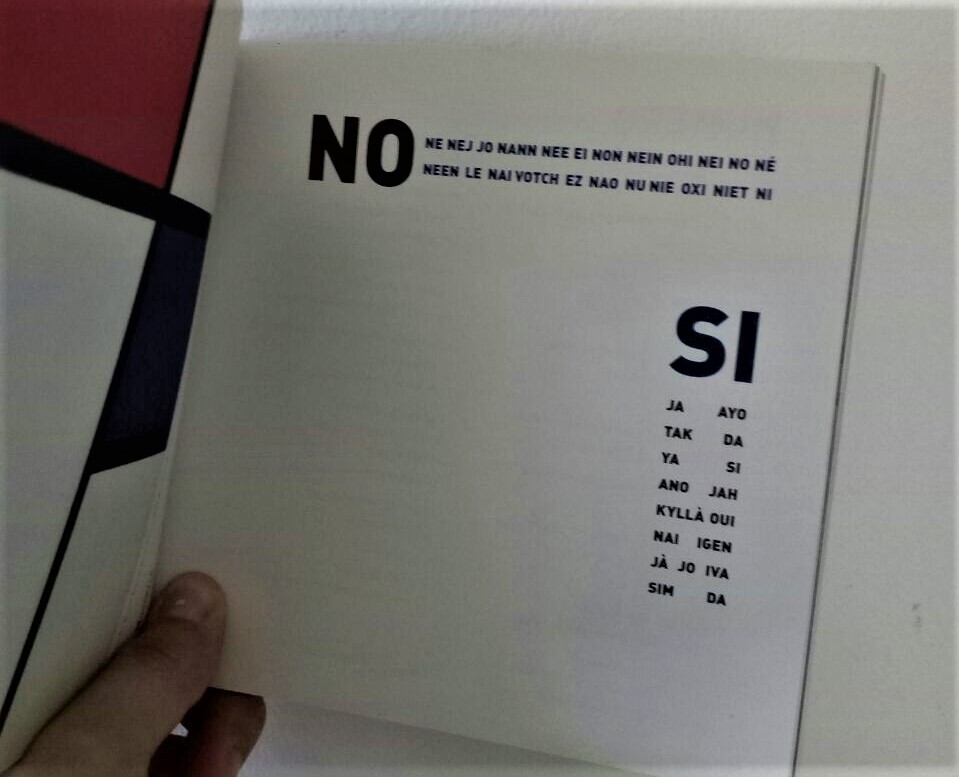 NO
NE NEJ JO NANN NEE EI NON NEIN OHI NEI NO NÉ
NEEN LE NAI VOTCH EZ NAO NU NIE OXI NIET NI
SI
JA AYO
TAK DA
YA SI
ANO JAH
KYLLÀ OUI
NAI IGEN
JÀ JO IVA
SIM DA